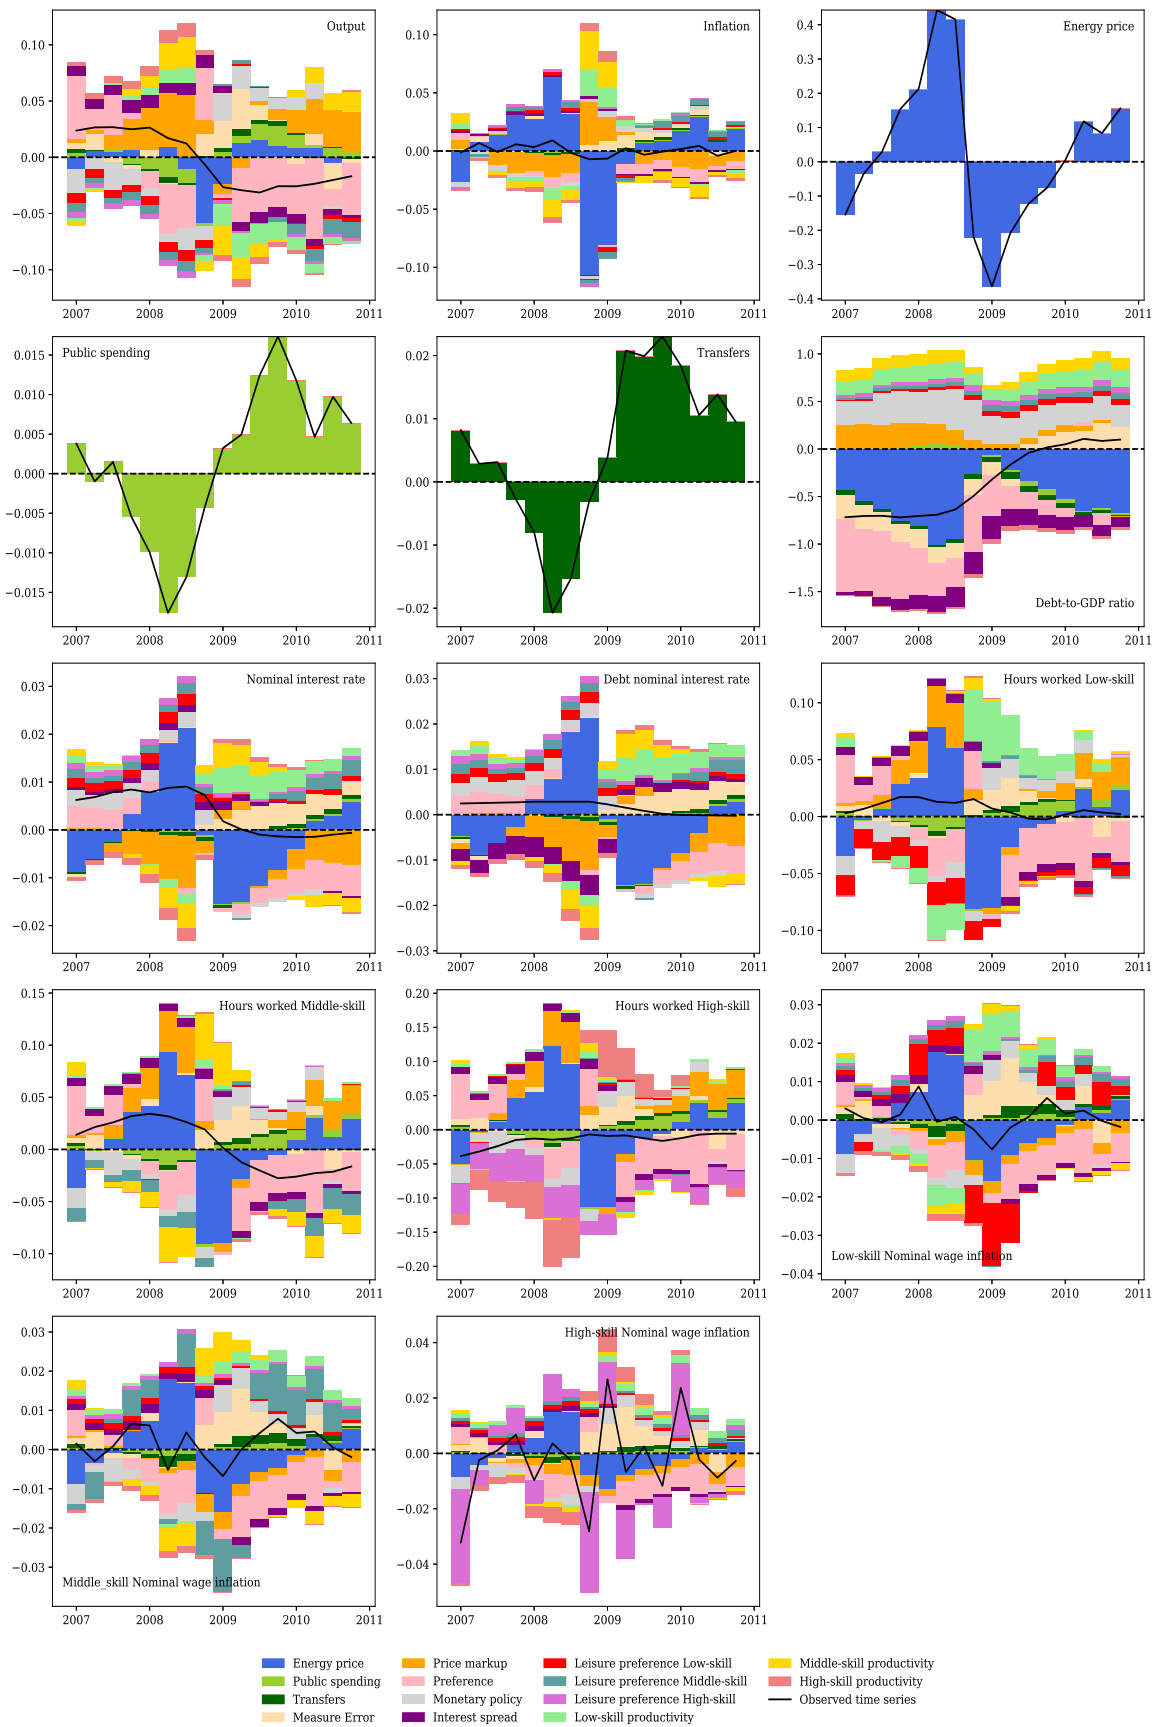 Output
0.10
0.05
0.00
−0.05
−0.10
2007 2008 2009 2010 2011
Inflation
0.10
0.05
0.00
−0.05
−0.10
2007 2008 2009 2010 2011
Energy price
0.4
0.3
0.2
0.1
0.0
−0.1
−0.2
−0.3
−0.4
2007 2008 2009 2010 2011
Public spending
0.015
0.010
0.005
0.000
−0.005
−0.010
−0.015
2007 2008 2009 2010 2011
Transfers
0.02
0.01
0.00
−0.01
−0.02
2007 2008 2009 2010 2011
1.0
0.5
0.0
−0.5
−1.0
−1.5
Debt-to-GDP ratio
2007 2008 2009 2010 2011
Nominal interest rate
0.03
0.02
0.01
0.00
−0.01
−0.02
2007 2008 2009 2010 2011
Debt nominal interest rate
0.03
0.02
0.01
0.00
−0.01
−0.02
−0.03
2007 2008 2009 2010 2011
Hours worked Low-skill
0.10
0.05
0.00
−0.05
−0.10
2007 2008 2009 2010 2011
Hours worked Middle-skill
0.15
0.10
0.05
0.00
−0.05
−0.10
2007 2008 2009 2010 2011
Hours worked High-skill
0.20
0.15
0.10
0.05
0.00
−0.05
−0.10
−0.15
−0.20
2007 2008 2009 2010 2011
0.03
0.02
0.01
0.00
−0.01
−0.02
−0.03
−0.04
Low-skill Nominal wage inflation
2007 2008 2009 2010 2011
0.03
0.02
0.01
0.00
−0.01
−0.02
−0.03
Middle_skill Nominal wage inflation
2007 2008 2009 2010 2011
High-skill Nominal wage inflation
0.04
0.02
0.00
−0.02
−0.04
2007 2008 2009 2010 2011
Energy price
Public spending
Transfers
Measure Error
Price markup
Preference
Monetary policy
Interest spread
Leisure preference Low-skill
Leisure preference Middle-skill
Leisure preference High-skill
Low-skill productivity
Middle-skill productivity
High-skill productivity
Observed time series